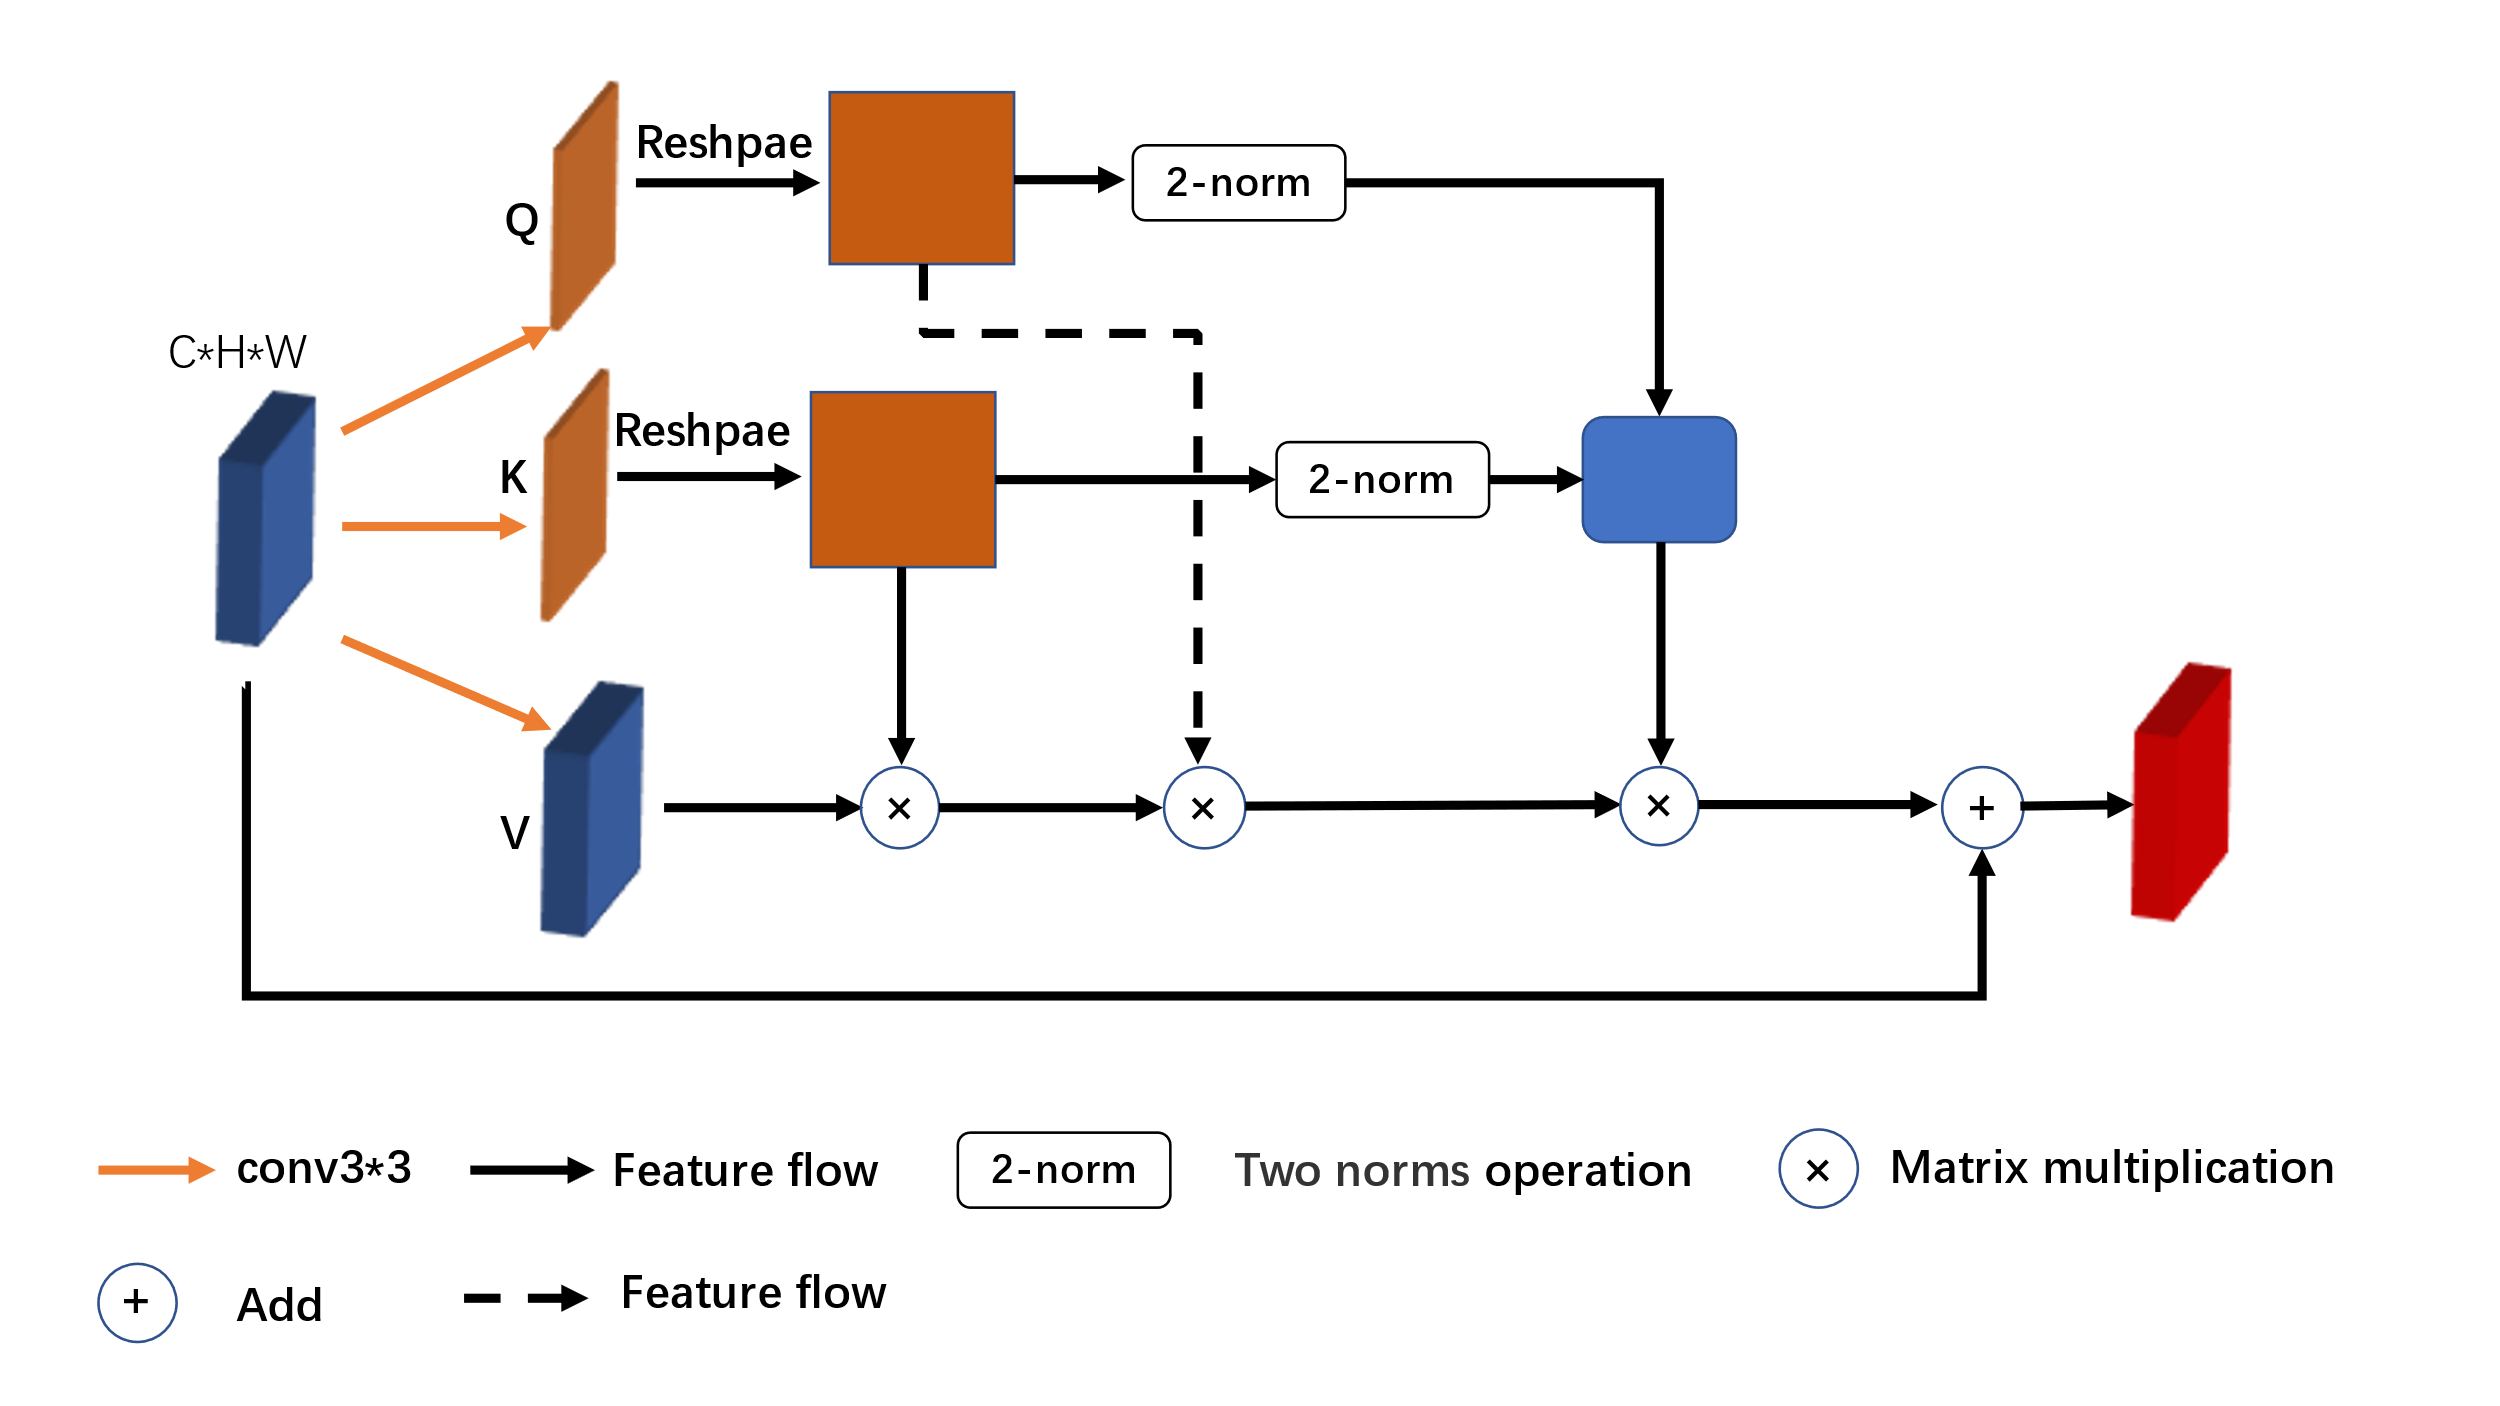 Reshpae
2-norm
Q
C*H*W
Reshpae
K
2-norm
V
×
×
×
+
conv3*3
Feature flow
2-norm
Two norms operation
×
Matrix multiplication
+
Add
Feature flow